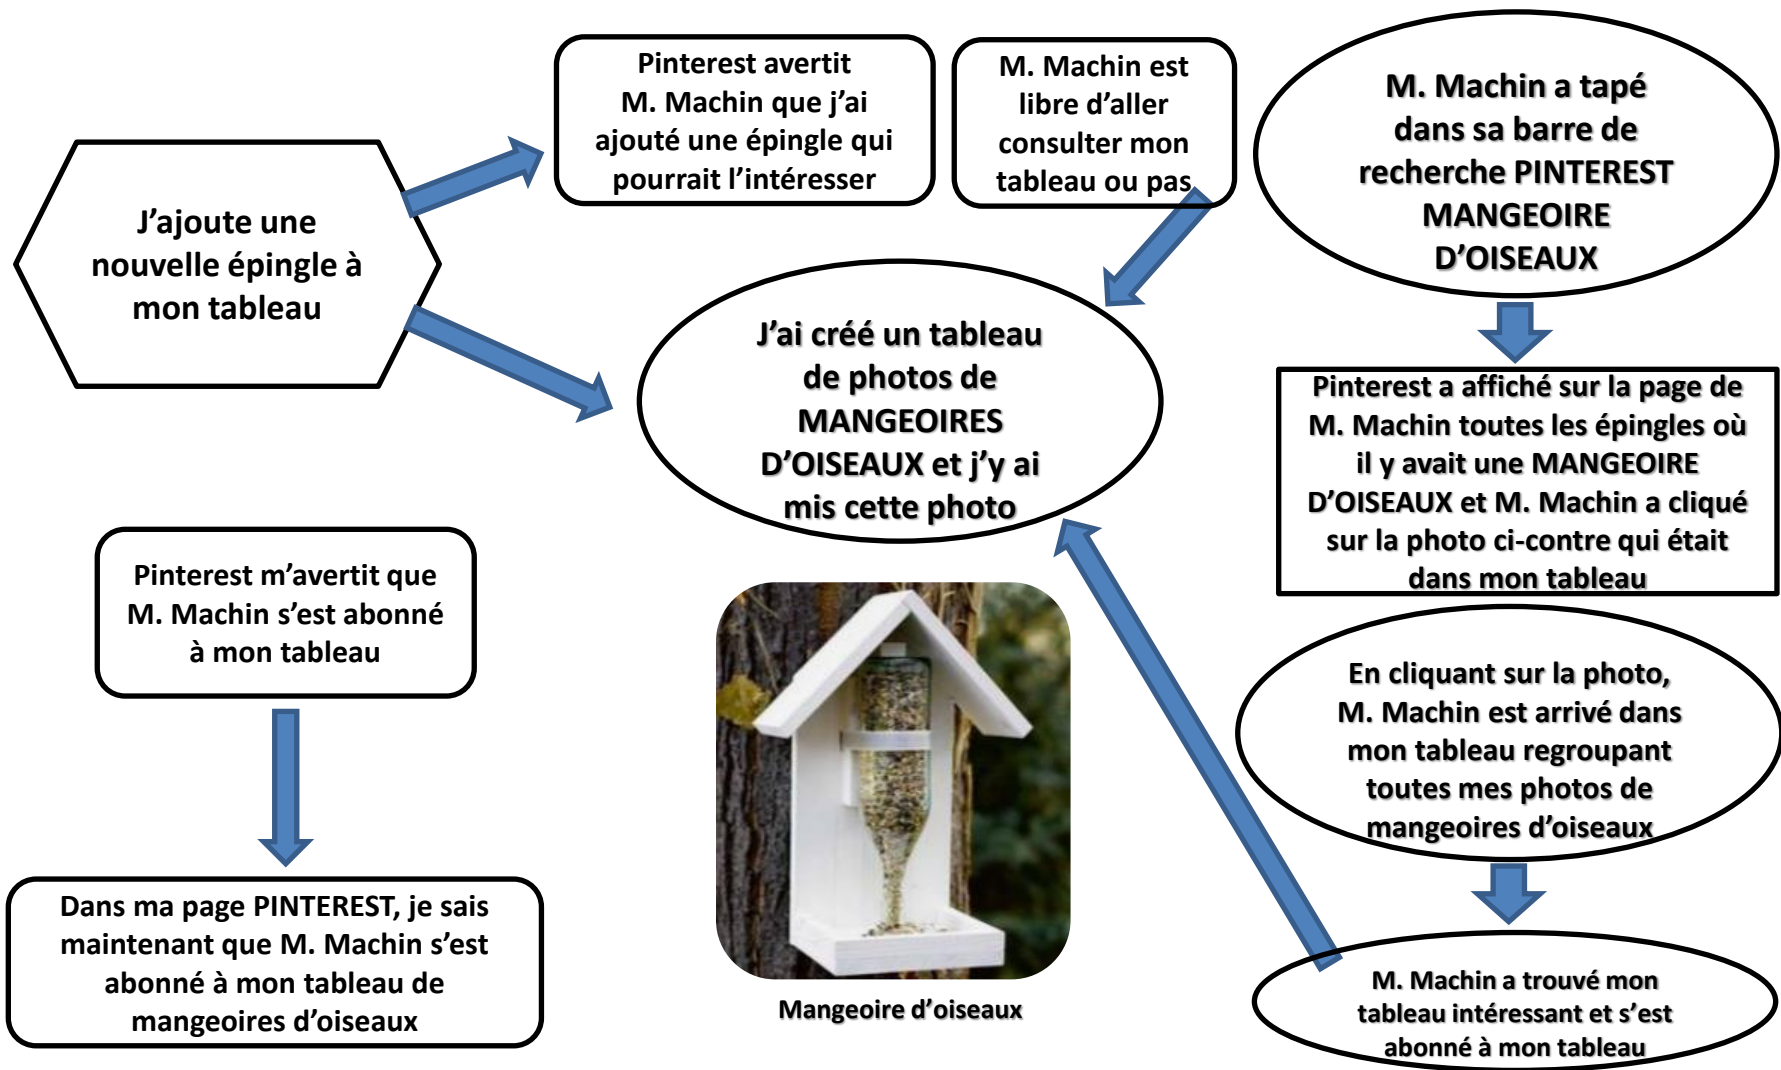 J'ajoute une
nouvelle épingle à
mon tableau
Pinterest avertit
M. Machin que j'ai
ajouté une épingle qui
pourrait l'intéresser
M. Machin est
libre d'aller
consulter mon
tableau ou pas
M. Machin a tapé
dans sa barre de
recherche PINTEREST
MANGEOIRE
D'OISEAUX
J'ai créé un tableau
de photos de
MANGEOIRES
D'OISEAUX et j'y ai
mis cette photo
Pinterest a affiché sur la page de
M. Machin toutes les épingles où
il y avait une MANGEOIRE
D'OISEAUX et M. Machin a cliqué
sur la photo ci-contre qui était
dans mon tableau
Pinterest m'avertit que
M. Machin s'est abonné
à mon tableau
En cliquant sur la photo,
M. Machin est arrivé dans
mon tableau regroupant
toutes mes photos de
mangeoires d'oiseaux
Dans ma page PINTEREST, je sais
maintenant que M. Machin s'est
abonné à mon tableau de
mangeoires d'oiseaux
Mangeoire d'oiseaux
M. Machin a trouvé mon
tableau intéressant et s'est
abonné à mon tableau